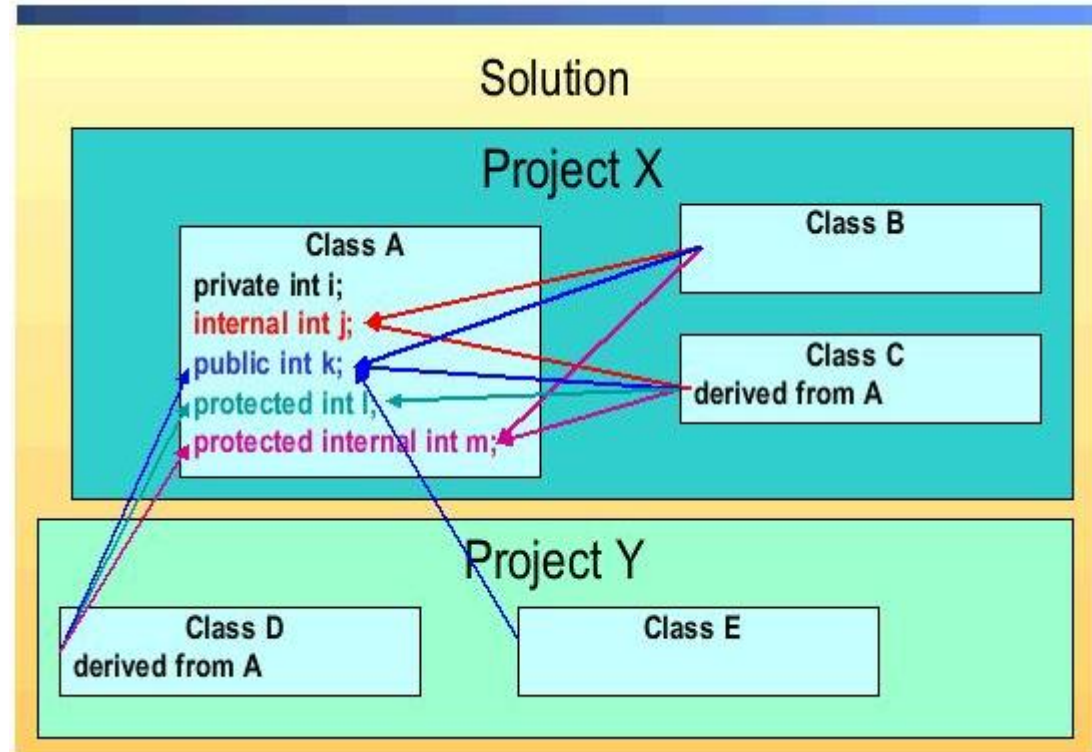 Solution
Project X
Class A
private int i;
internal int j;
public int k;
protected int l;
protected internal int m;
Class B
Class C
derived from A
Project Y
Class D
derived from A
Class E